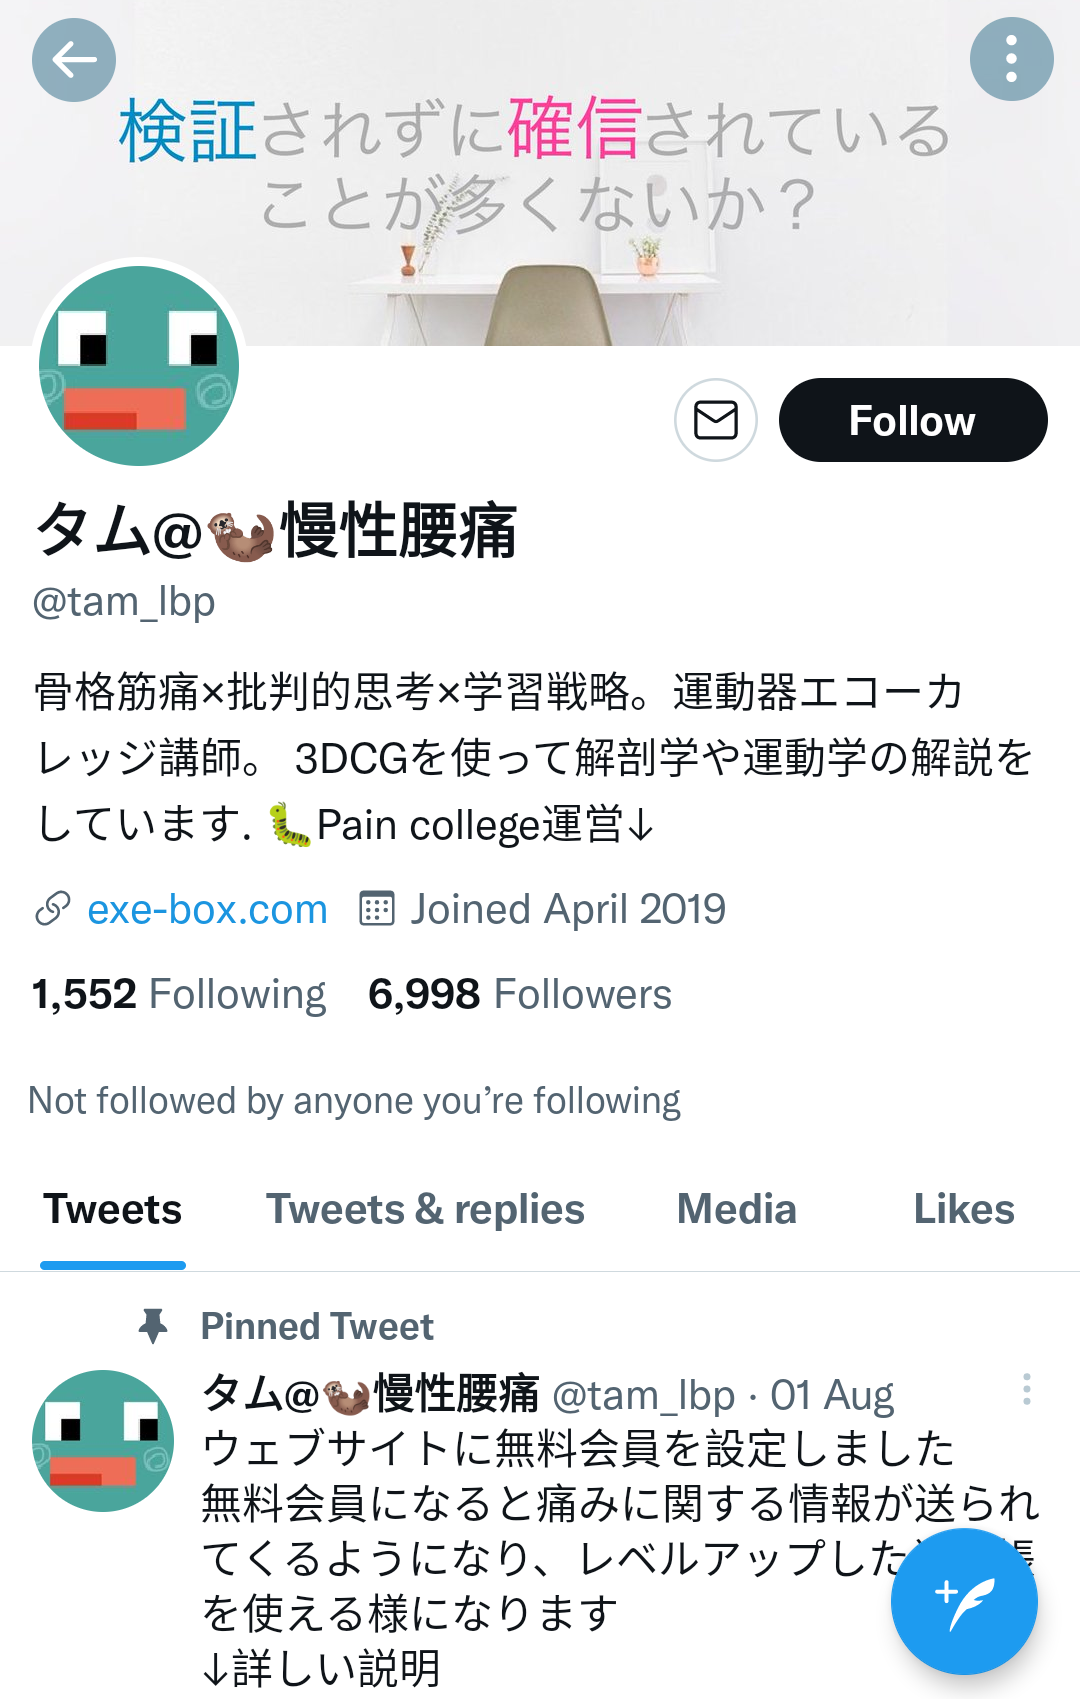 検証されずに確信されている
ことが多くないか？
Follow
タム@🦦慢性腰痛
@tam_lbp
骨格筋痛×批判的思考×学習戦略。運動器エコーカ
レッジ講師。 3DCGを使って解剖学や運動学の解説を
しています. 🐛Pain college運営↓
exe-box.com Joined April 2019
1,552 Following 6,998 Followers
Not followed by anyone you’re following
Tweets Tweets & replies Media Likes
Pinned Tweet
タム@🦦慢性腰痛 @tam_lbp · 01 Aug
ウェブサイトに無料会員を設定しました
無料会員になると痛みに関する情報が送られ
てくるようになり、レベルアップした
を使える様になります
↓詳しい説明